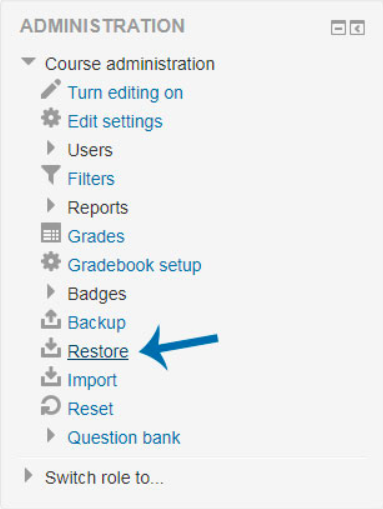 ADMINISTRATION
Course administration
Turn editing on
Edit settings
Users
Filters
Reports
Grades
Gradebook setup
Badges
Backup
Restore
Import
Reset
Question bank
Switch role to...